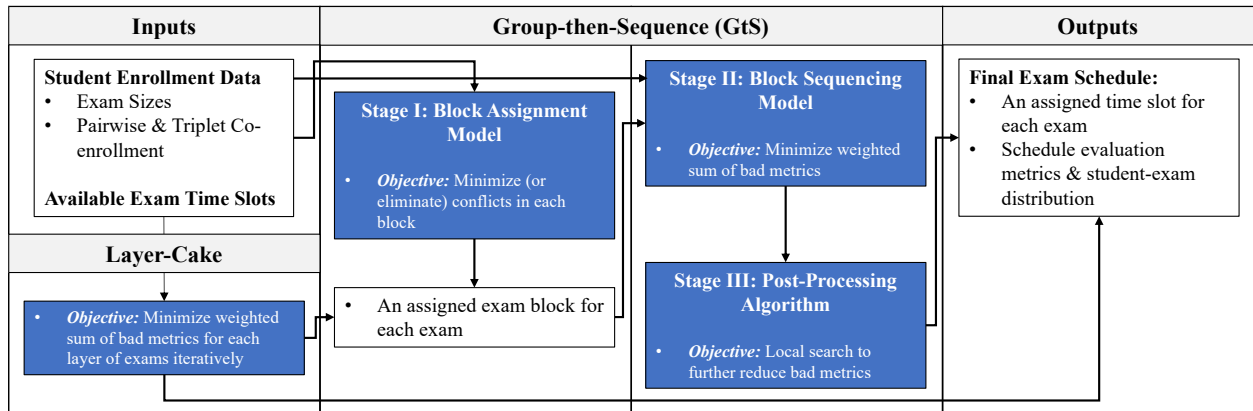 Inputs
Group-then-Sequence (GtS)
Outputs
Student Enrollment Data
• Exam Sizes
• Pairwise & Triplet Co-
enrollment
Available Exam Time Slots
Layer-Cake
• Objective: Minimize weighted
sum of bad metrics for each
layer of exams iteratively
Stage I: Block Assignment
Model
• Objective: Minimize (or
eliminate) conflicts in each
block
• An assigned exam block for
each exam
Stage II: Block Sequencing
Model
• Objective: Minimize weighted
sum of bad metrics
Stage III: Post-Processing
Algorithm
• Objective: Local search to
further reduce bad metrics
Final Exam Schedule:
• An assigned time slot for
each exam
• Schedule evaluation
metrics & student-exam
distribution